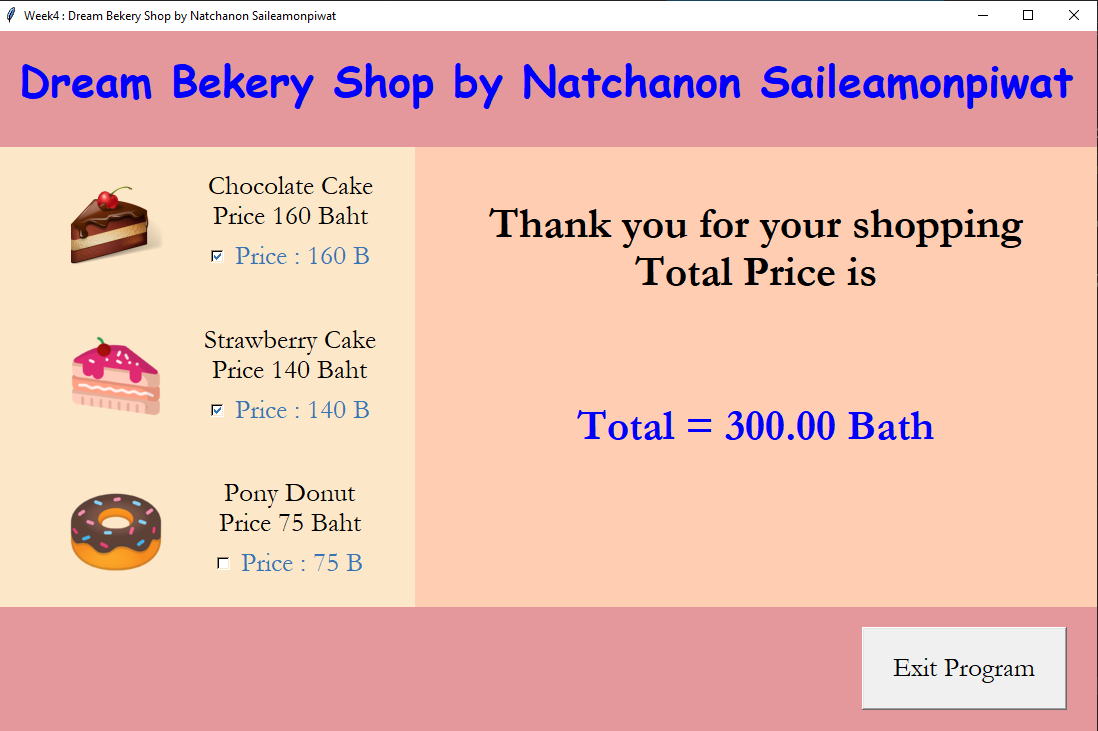 Week4 : Dream Bekery Shop by Natchanon Saileamonpiwat
Dream Bekery Shop by Natchanon Saileamonpiwat
Chocolate Cake
Price 160 Baht
Price : 160 B
Strawberry Cake
Price 140 Baht
Price : 140 B
Pony Donut
Price 75 Baht
Price : 75 B
Thank you for your shopping
Total Price is
Total = 300.00 Bath
Exit Program